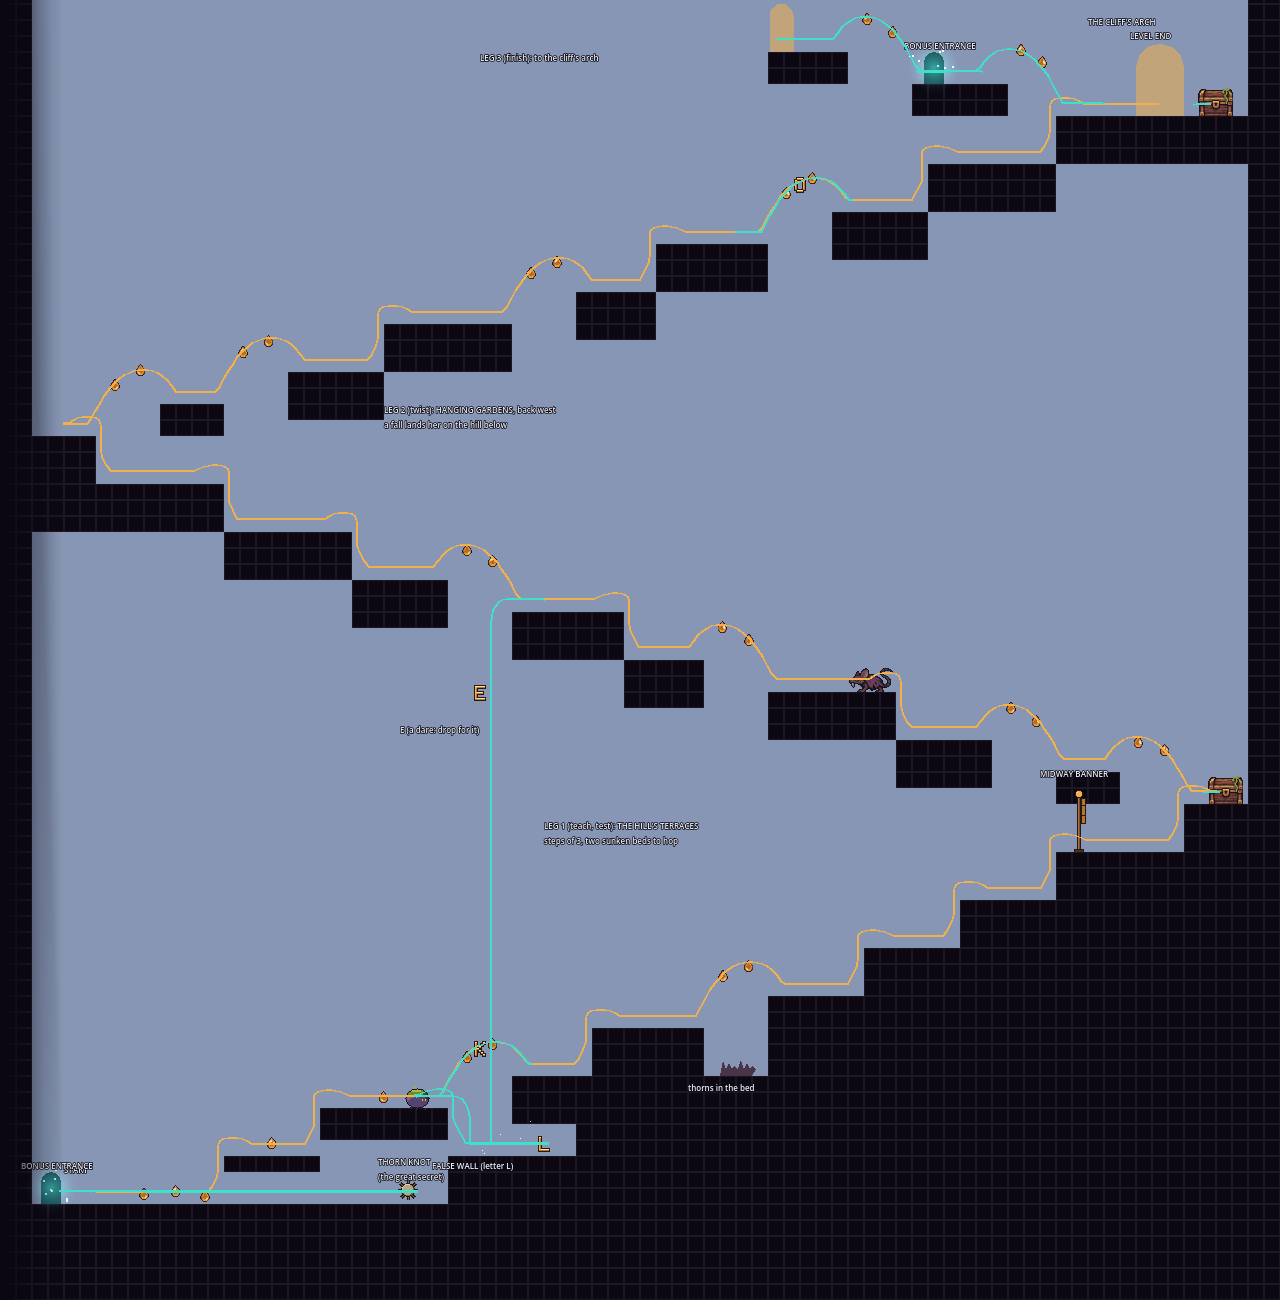 THE CLIFF'S ARCH
LEVEL END
BONUS ENTRANCE
LEG 3 (finish): to the cliff's arch
O
LEG 2 (twist): HANGING GARDENS, back west
a fall lands her on the hill below
E
E (a dare: drop for it)
MIDWAY BANNER
LEG 1 (teach, test): THE HILL'S TERRACES
steps of 3, two sunken beds to hop
K
thorns in the bed
L
THORN KNOT
(the great secret)
FALSE WALL (letter L)
BONUS ENTRANCE